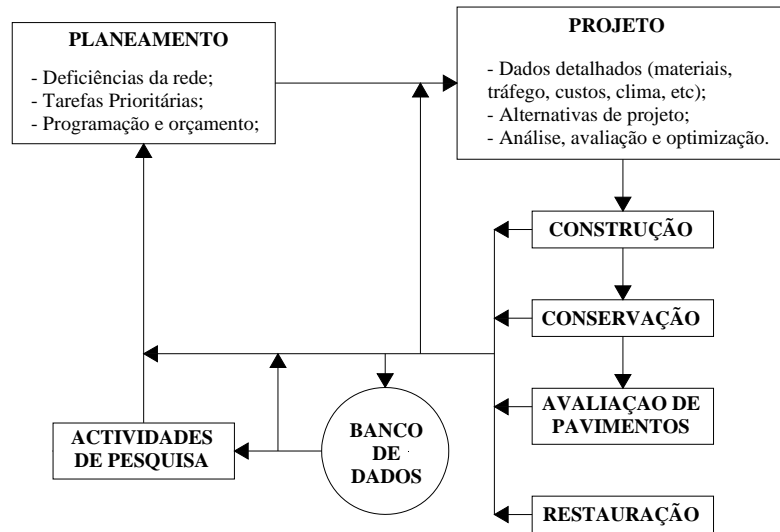 PLANEAMENTO
- Deficiências da rede;
- Tarefas Prioritárias;
- Programação e orçamento;
PROJETO
- Dados detalhados (materiais,
tráfego, custos, clima, etc);
- Alternativas de projeto;
- Análise, avaliação e optimização.
CONSTRUÇÃO
CONSERVAÇÃO
AVALIAÇAO DE
PAVIMENTOS
RESTAURAÇÃO
BANCO
DE
DADOS
ACTIVIDADES
DE PESQUISA